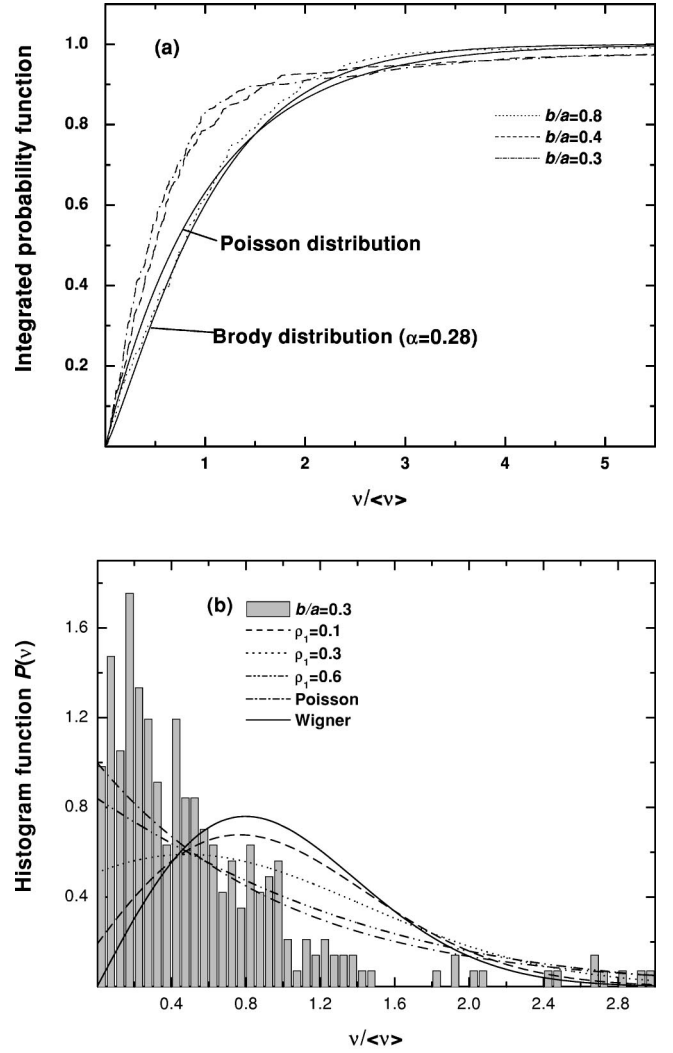 (a)
1.0
0.8
0.6
0.4
0.2
Integrated probability function
b/a=0.8
b/a=0.4
b/a=0.3
Poisson distribution
Brody distribution (α=0.28)
1 2 3 4 5
ν/<ν>
(b)
1.6
1.2
0.8
0.4
Histogram function P(ν)
b/a=0.3
ρ₁=0.1
ρ₁=0.3
ρ₁=0.6
Poisson
Wigner
0.4 0.8 1.2 1.6 2.0 2.4 2.8
ν/<ν>